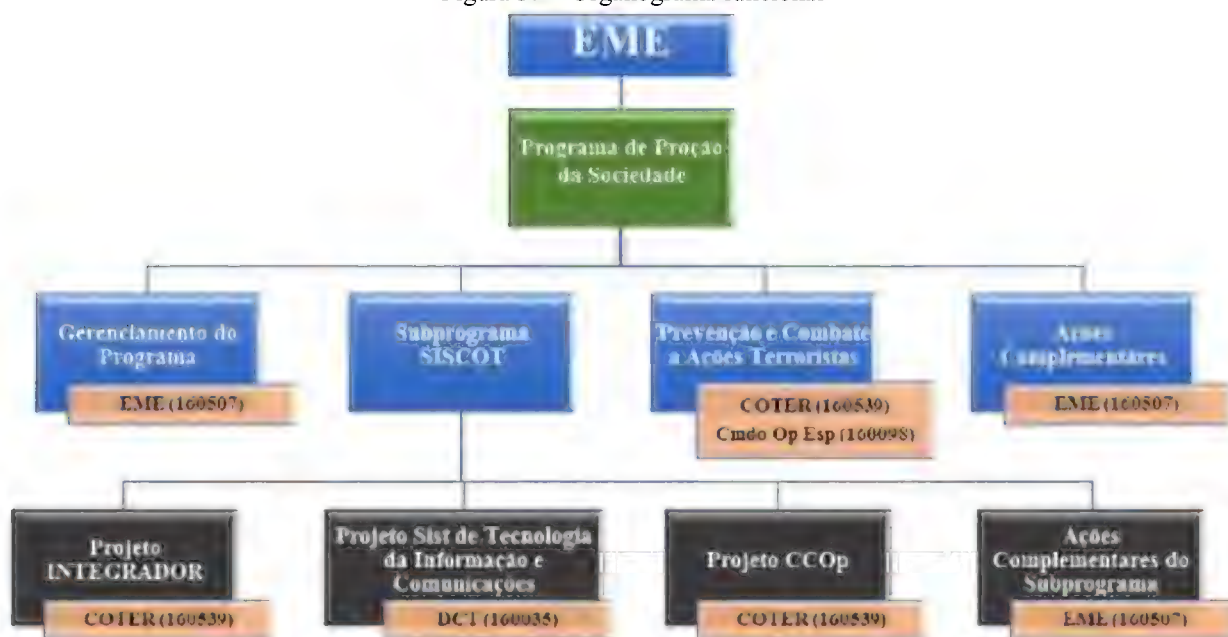 EME
Programa de Proção
da Sociedade
Gerenciamento do
Programa
EME (160507)
Subprograma
SISCOT
Prevenção e Combate
a Ações Terroristas
COTER (160539)
Cmdo Op Esp (160098)
Ações
Complementares
EME (160507)
Projeto
INTEGRADOR
COTER (160539)
Projeto Sist de Tecnologia
da Informação e
Comunicações
DCT (160035)
Projeto CCOp
COTER (160539)
Ações
Complementares do
Subprograma
EME (160507)